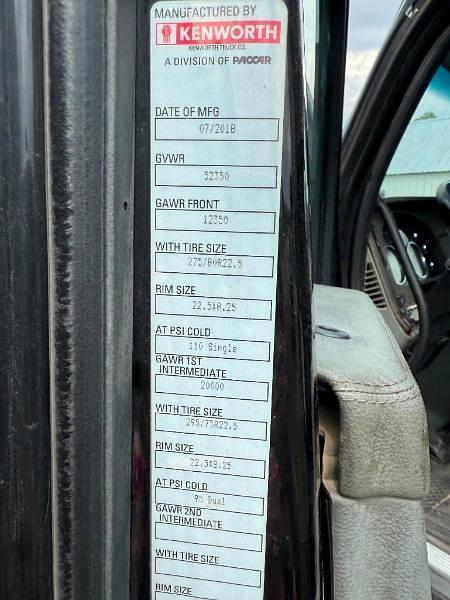 MANUFACTURED BY
KENWORTH
KENWORTH TRUCK CO.
A DIVISION OF PACCAR
DATE OF MFG
07/2018
GVWR
52350
GAWR FRONT
12350
WITH TIRE SIZE
275/80R22.5
RIM SIZE
22.5X8.25
AT PSI COLD
110 Single
GAWR 1ST
INTERMEDIATE
20000
WITH TIRE SIZE
295/75R22.5
RIM SIZE
22.5X8.25
AT PSI COLD
95 Dual
GAWR 2ND
INTERMEDIATE
WITH TIRE SIZE
RIM SIZE